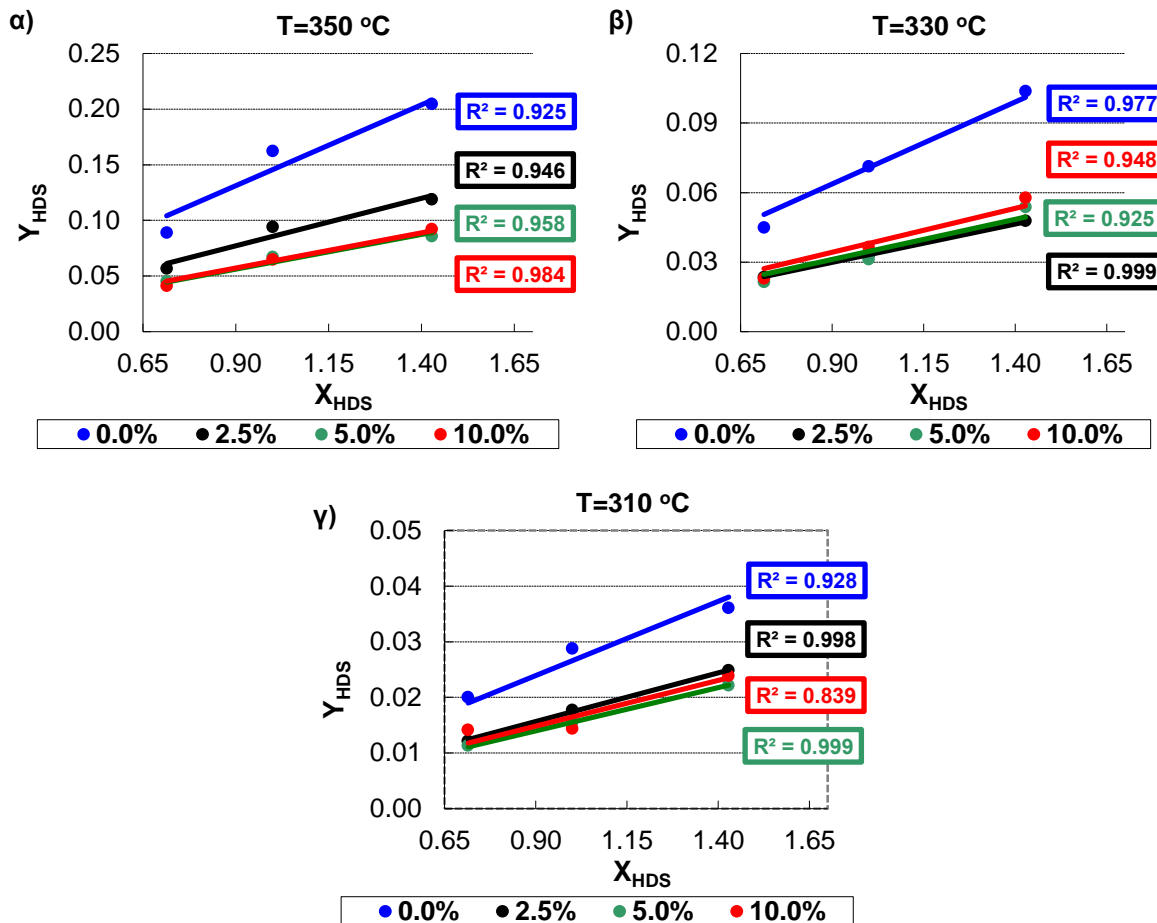 α)
T=350 °C
0.25
0.20
0.15
0.10
0.05
0.00
Y_HDS
R² = 0.925
R² = 0.946
R² = 0.958
R² = 0.984
0.65 0.90 1.15 1.40 1.65
X_HDS
0.0% 2.5% 5.0% 10.0%
β)
T=330 °C
0.12
0.09
0.06
0.03
0.00
Y_HDS
R² = 0.977
R² = 0.948
R² = 0.925
R² = 0.999
0.65 0.90 1.15 1.40 1.65
X_HDS
0.0% 2.5% 5.0% 10.0%
γ)
T=310 °C
0.05
0.04
0.03
0.02
0.01
0.00
Y_HDS
R² = 0.928
R² = 0.998
R² = 0.839
R² = 0.999
0.65 0.90 1.15 1.40 1.65
X_HDS
0.0% 2.5% 5.0% 10.0%